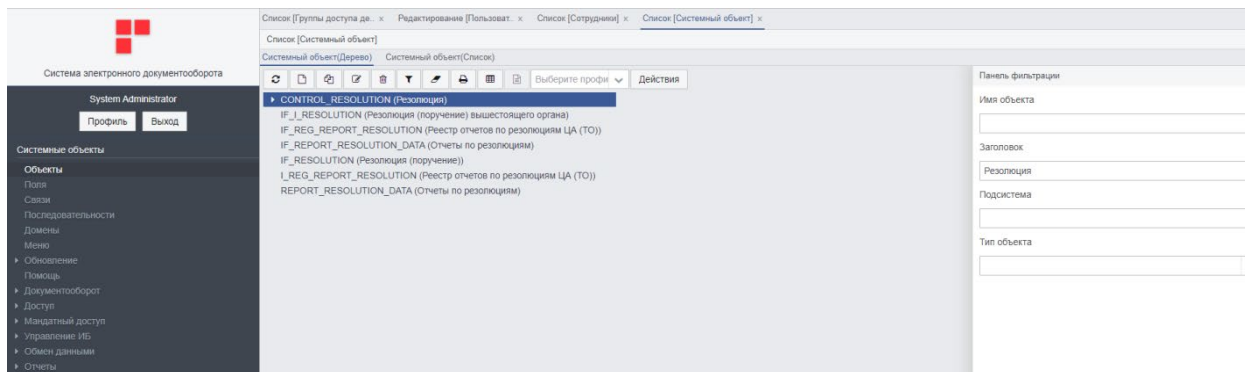 Список [Группы доступа де.. x Редактирование [Пользоват.. x Список [Сотрудники] x Список [Системный объект] x
Список [Системный объект]
Системный объект(Дерево) Системный объект(Список)
Выберите профи Действия
Система электронного документооборота
System Administrator
Профиль Выход
Системные объекты
Объекты
Поля
Связи
Последовательности
Домены
Меню
Обновление
Помощь
Документооборот
Доступ
Мандатный доступ
Управление ИБ
Обмен данными
Отчеты
CONTROL_RESOLUTION (Резолюция)
IF_I_RESOLUTION (Резолюция (поручение) вышестоящего органа)
IF_REG_REPORT_RESOLUTION (Реестр отчетов по резолюциям ЦА (ТО))
IF_REPORT_RESOLUTION_DATA (Отчеты по резолюциям)
IF_RESOLUTION (Резолюция (поручение))
I_REG_REPORT_RESOLUTION (Реестр отчетов по резолюциям ЦА (ТО))
REPORT_RESOLUTION_DATA (Отчеты по резолюциям)
Панель фильтрации
Имя объекта
Заголовок
Резолюция
Подсистема
Тип объекта